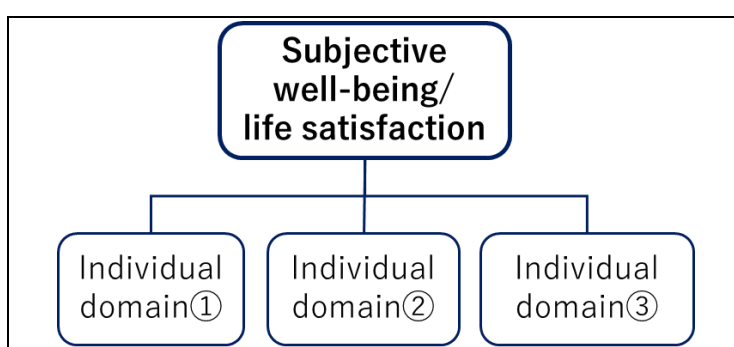 Subjective
well-being/
life satisfaction
Individual
domain①
Individual
domain②
Individual
domain③